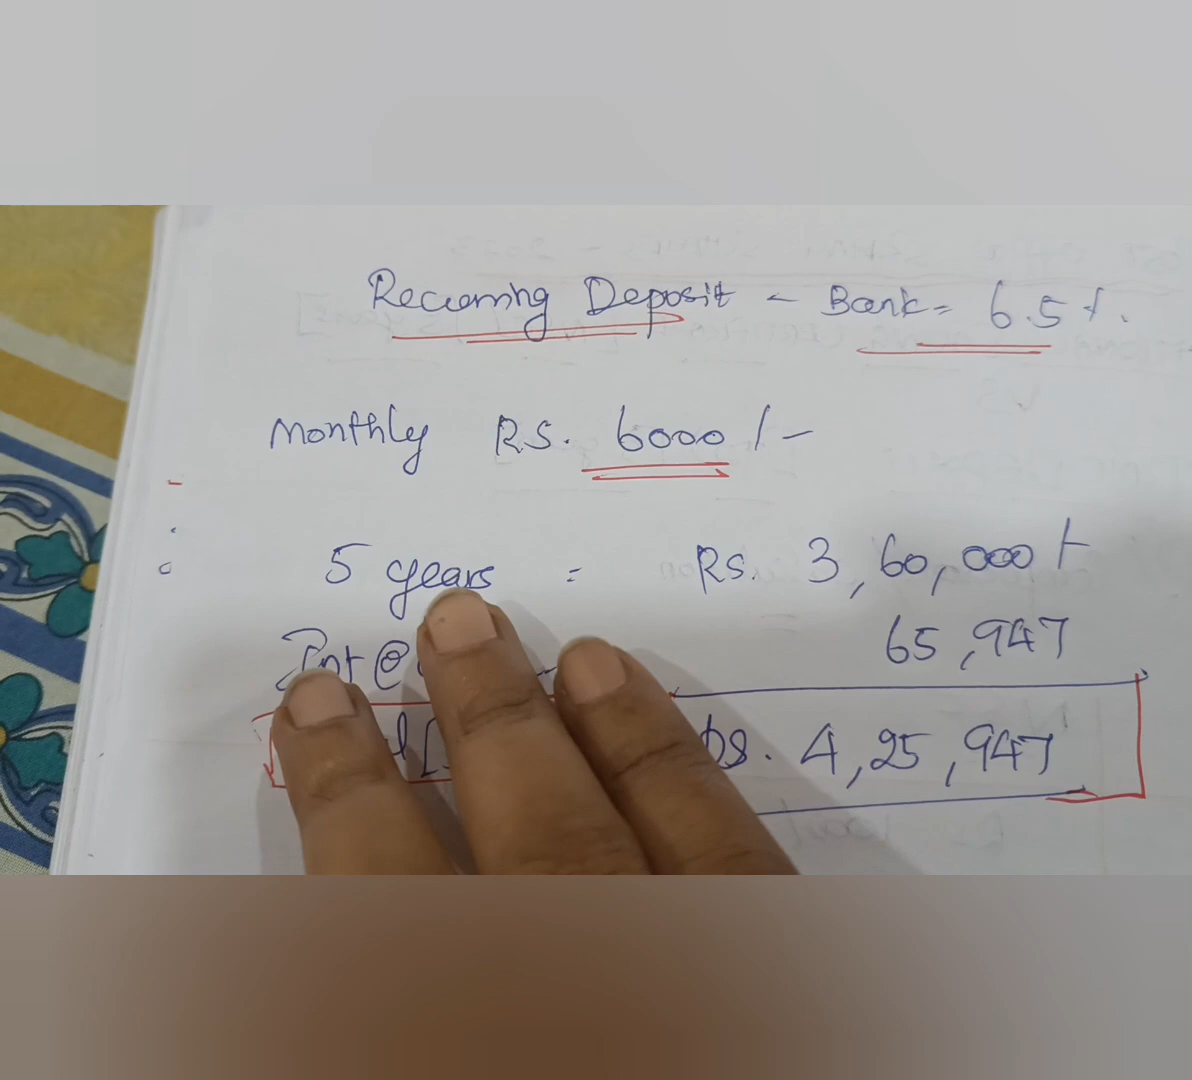 Recurring Deposit - Bank = 6.5 %.
Monthly RS. 6000/-
5 years = Rs. 3,60,000/-
Int @ 65,947
Rs. 4,25,947